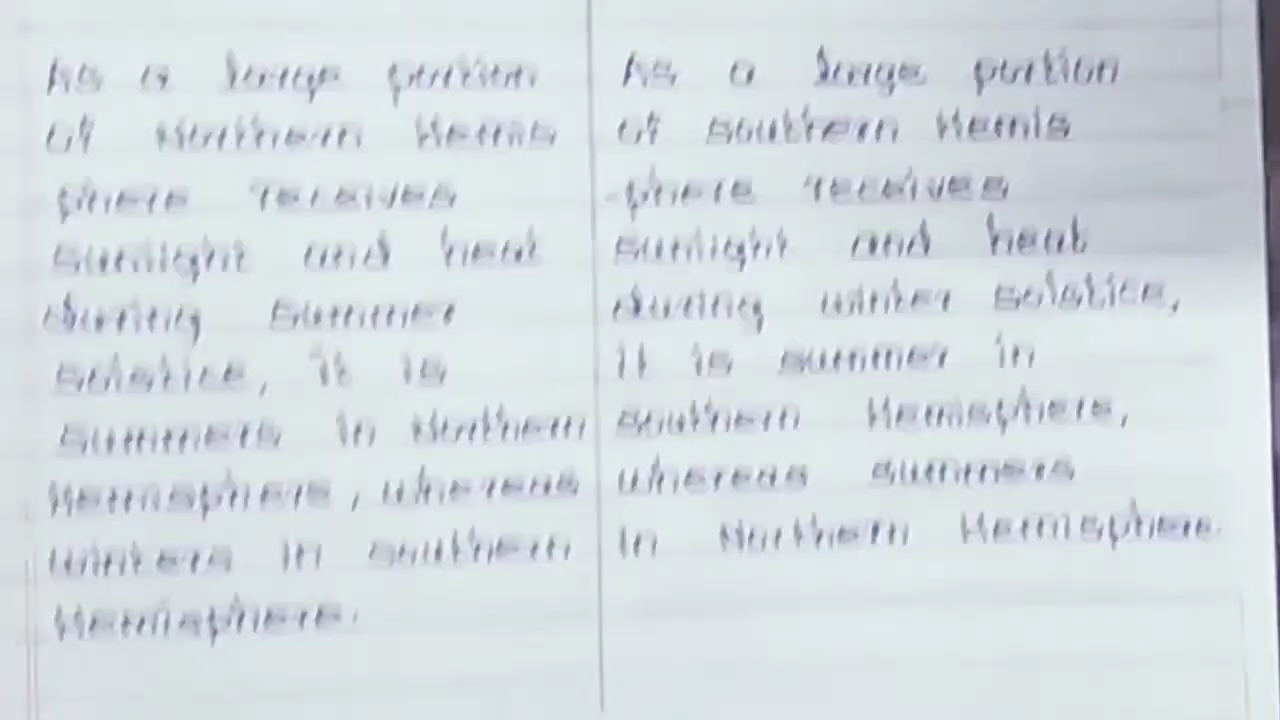 As a large portion
of Northern Hemis
phere receives
sunlight and heat
during summer
solstice, it is
summers in Northern
Hemisphere, whereas
winters in southern
Hemisphere.
As a large portion
of southern Hemis
-phere receives
sunlight and heat
during winter solstice,
it is summer in
southern Hemisphere,
whereas summers
in Northern Hemisphere.